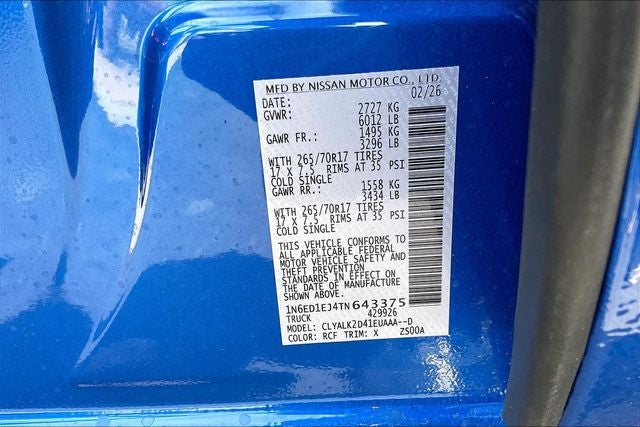 MFD BY NISSAN MOTOR CO., LTD.
DATE: 02/26
GVWR: 2727 KG
6012 LB
GAWR FR.: 1495 KG
3296 LB
WITH 265/70R17 TIRES
17 X 7.5 RIMS AT 35 PSI
COLD SINGLE
GAWR RR.: 1558 KG
3434 LB
WITH 265/70R17 TIRES
17 X 7.5 RIMS AT 35 PSI
COLD SINGLE
THIS VEHICLE CONFORMS TO
ALL APPLICABLE FEDERAL
MOTOR VEHICLE SAFETY AND
THEFT PREVENTION
STANDARDS IN EFFECT ON
THE DATE OF MANUFACTURE
SHOWN ABOVE.
1N6ED1EJ4TN643375
TRUCK 429926
MODEL: CLYALK2D41EUAAA--D
COLOR: RCF TRIM: X ZS00A